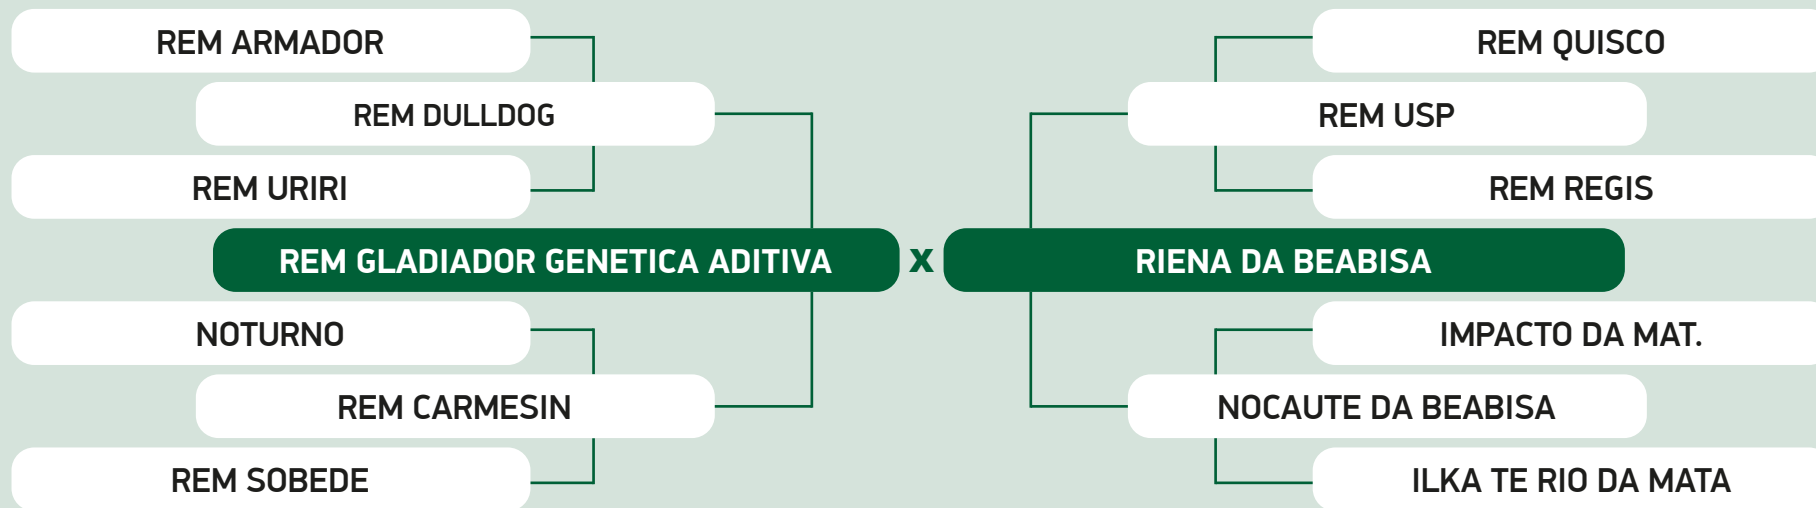 REM ARMADOR
REM DULLDOG
REM URIRI
REM GLADIADOR GENETICA ADITIVA
NOTURNO
REM CARMESIN
REM SOBEDE
X
REM QUISCO
REM USP
REM REGIS
RIENA DA BEABISA
IMPACTO DA MAT.
NOCAUTE DA BEABISA
ILKA TE RIO DA MATA